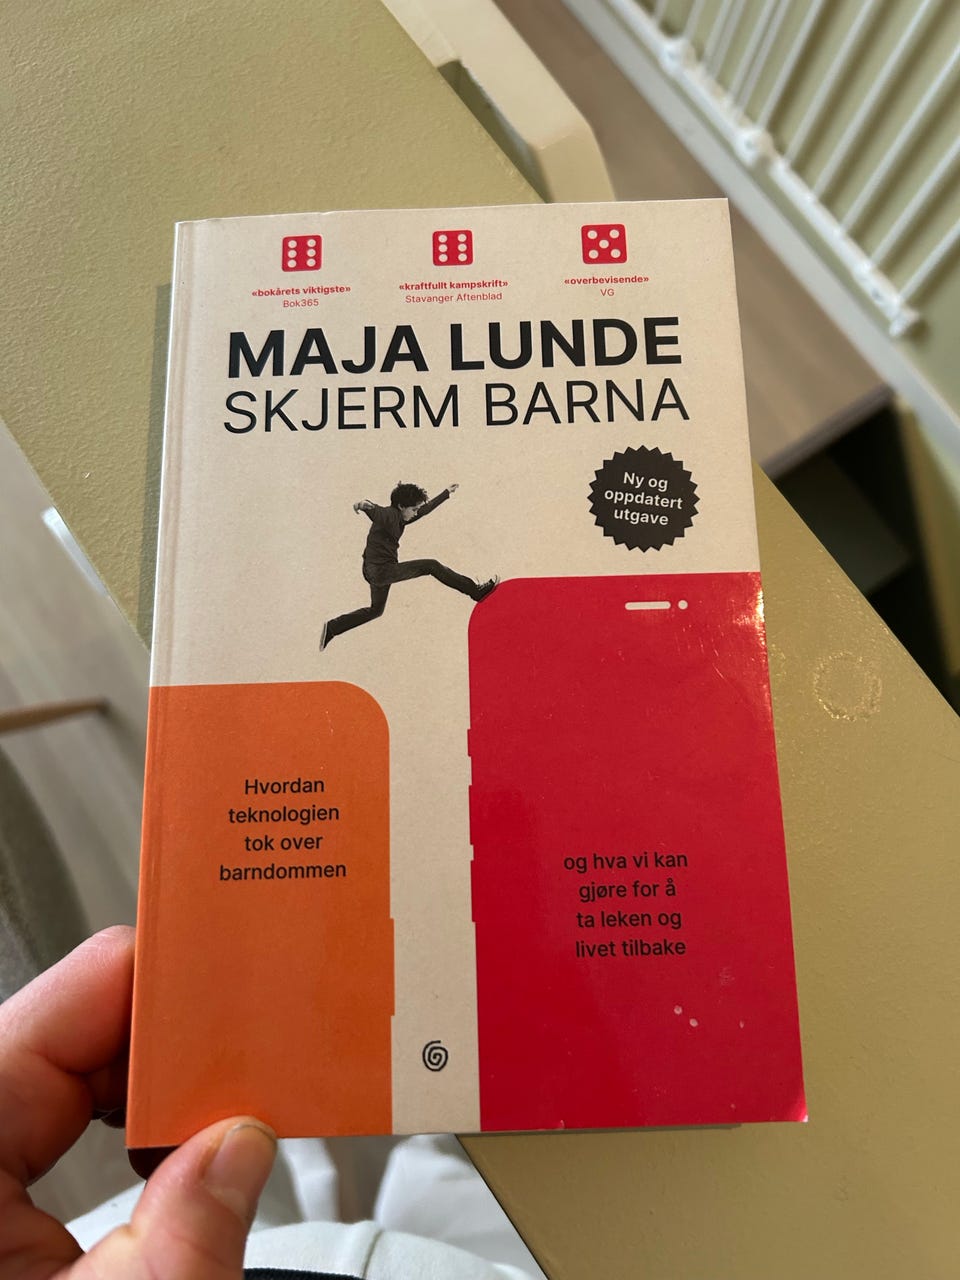 «bokårets viktigste»
Bok365
«kraftfullt kampskrift»
Stavanger Aftenblad
«overbevisende»
VG
MAJA LUNDE
SKJERM BARNA
Ny og
oppdatert
utgave
Hvordan
teknologien
tok over
barndommen
og hva vi kan
gjøre for å
ta leken og
livet tilbake